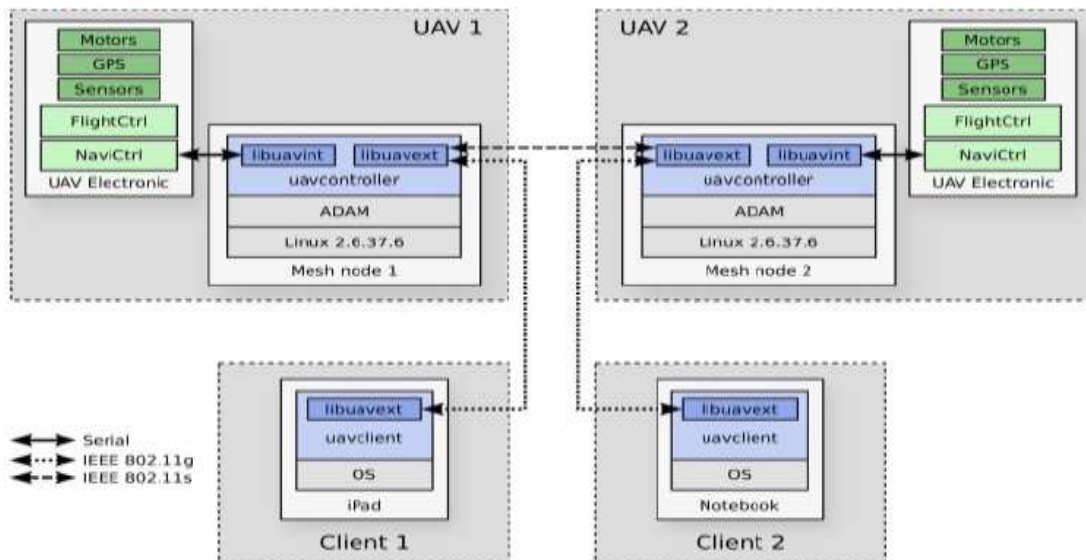 UAV 1
Motors
GPS
Sensors
FlightCtrl
NaviCtrl
UAV Electronic
libuavint
libuavext
uavcontroller
ADAM
Linux 2.6.37.6
Mesh node 1
UAV 2
Motors
GPS
Sensors
FlightCtrl
NaviCtrl
UAV Electronic
libuavext
libuavint
uavcontroller
ADAM
Linux 2.6.37.6
Mesh node 2
Serial
IEEE 802.11g
IEEE 802.11s
libuavext
uavclient
OS
iPad
Client 1
libuavext
uavclient
OS
Notebook
Client 2